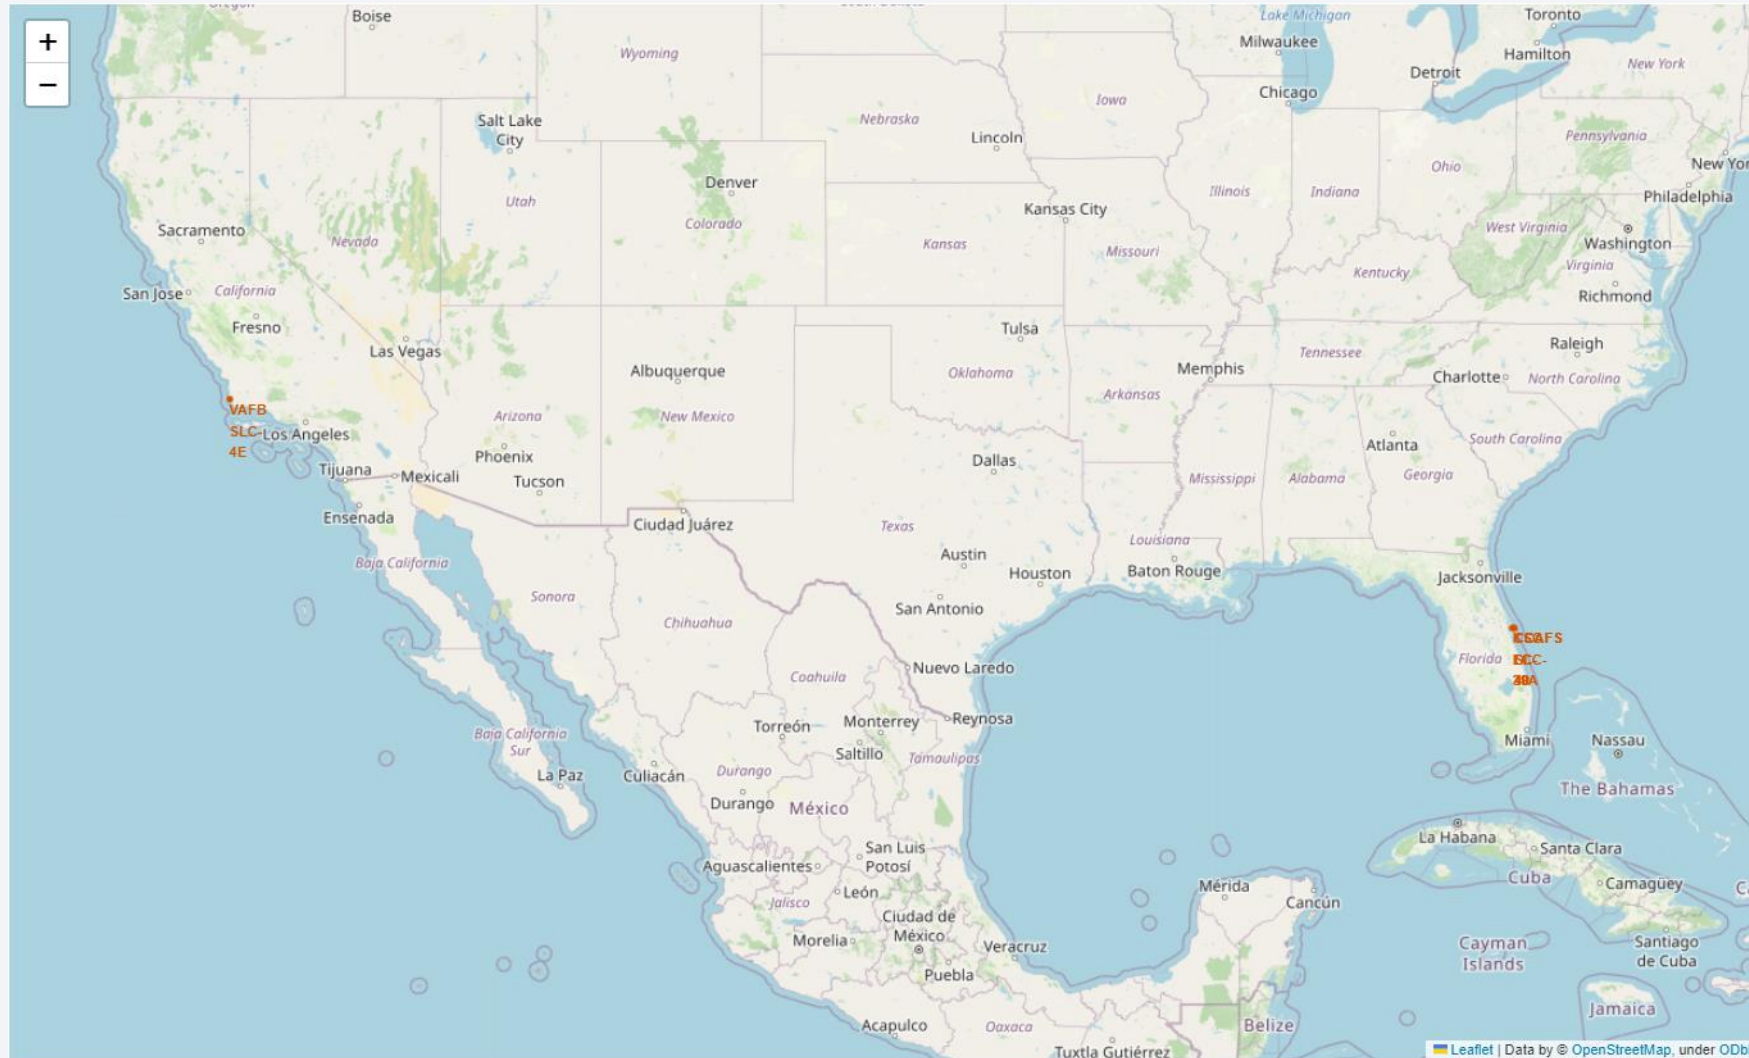 +
−
Oregon
Boise
South Dakota
Lake Michigan
Toronto
Milwaukee
Hamilton
Wyoming
Detroit
New York
Chicago
Iowa
Nebraska
Salt Lake
City
Lincoln
Pennsylvania
Ohio
New Yor
Denver
Illinois
Indiana
Philadelphia
Utah
Kansas City
Colorado
West Virginia
Sacramento
Nevada
Kansas
Missouri
Washington
Kentucky
Virginia
San Jose
California
Richmond
Fresno
Tulsa
Las Vegas
Tennessee
Raleigh
Albuquerque
Oklahoma
Memphis
Charlotte
North Carolina
Arkansas
VAFB
SLC-
4E
Arizona
New Mexico
Los Angeles
Atlanta
South Carolina
Phoenix
Dallas
Tijuana
Mexicali
Tucson
Mississippi
Alabama
Georgia
Ensenada
Ciudad Juárez
Texas
Louisiana
Austin
Baja California
Houston
Baton Rouge
Jacksonville
Sonora
San Antonio
Chihuahua
Florida
Nuevo Laredo
Coahuila
Torreón
Monterrey
Reynosa
Baja California
Sur
Saltillo
Tamaulipas
Miami
Nassau
La Paz
Culiacán
Durango
The Bahamas
Durango
México
La Habana
Santa Clara
San Luis
Potosí
Aguascalientes
Cuba
Camagüey
Mérida
León
Jalisco
Cancún
Ciudad de
México
Morelia
Veracruz
Cayman
Islands
Santiago
de Cuba
Puebla
Jamaica
Acapulco
Oaxaca
Belize
Tuxtla Gutiérrez
Leaflet | Data by © OpenStreetMap, under ODb